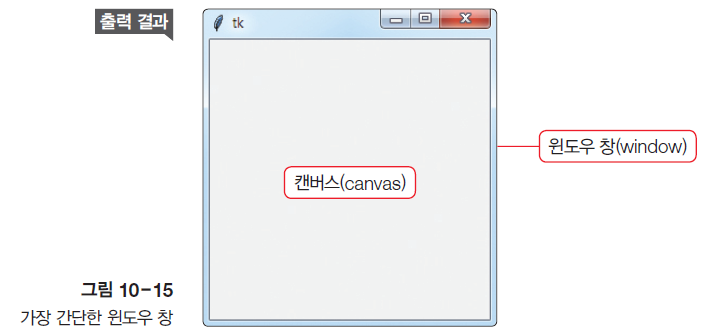 출력 결과
tk
윈도우 창(window)
캔버스(canvas)
그림 10-15
가장 간단한 윈도우 창